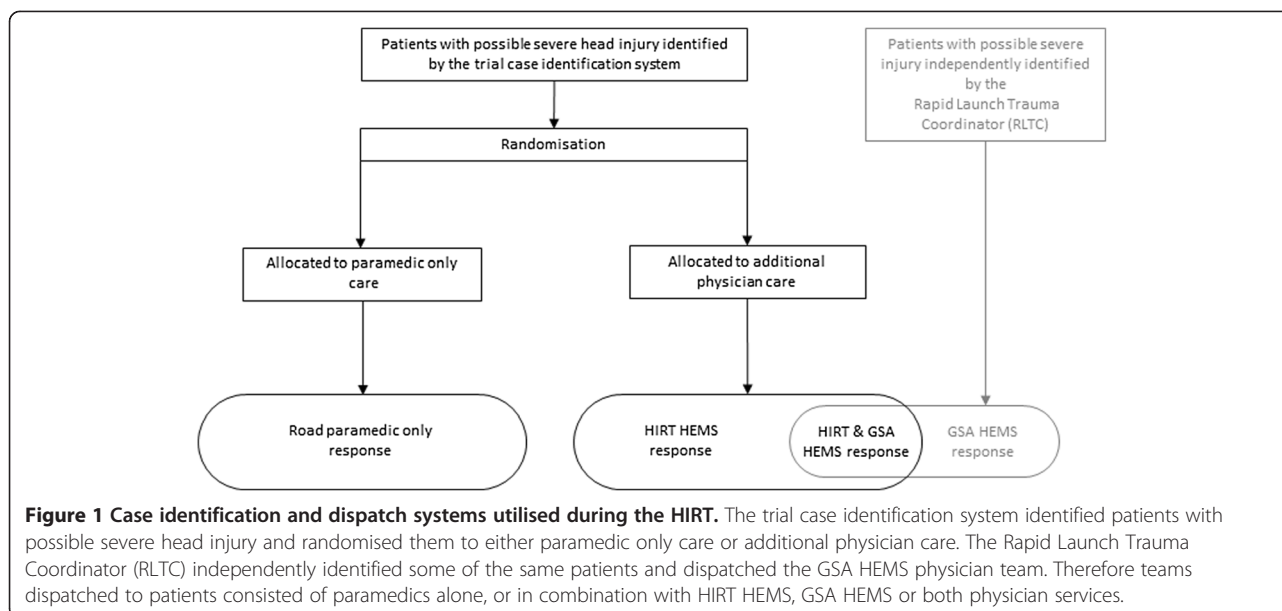 Patients with possible severe head injury identified
by the trial case identification system
Patients with possible severe
injury independently identified
by the
Rapid Launch Trauma
Coordinator (RLTC)
Randomisation
Allocated to paramedic only
care
Allocated to additional
physician care
Road paramedic only
response
HIRT HEMS
response
HIRT & GSA
HEMS response
GSA HEMS
response
Figure 1 Case identification and dispatch systems utilised during the HIRT. The trial case identification system identified patients with
possible severe head injury and randomised them to either paramedic only care or additional physician care. The Rapid Launch Trauma
Coordinator (RLTC) independently identified some of the same patients and dispatched the GSA HEMS physician team. Therefore teams
dispatched to patients consisted of paramedics alone, or in combination with HIRT HEMS, GSA HEMS or both physician services.